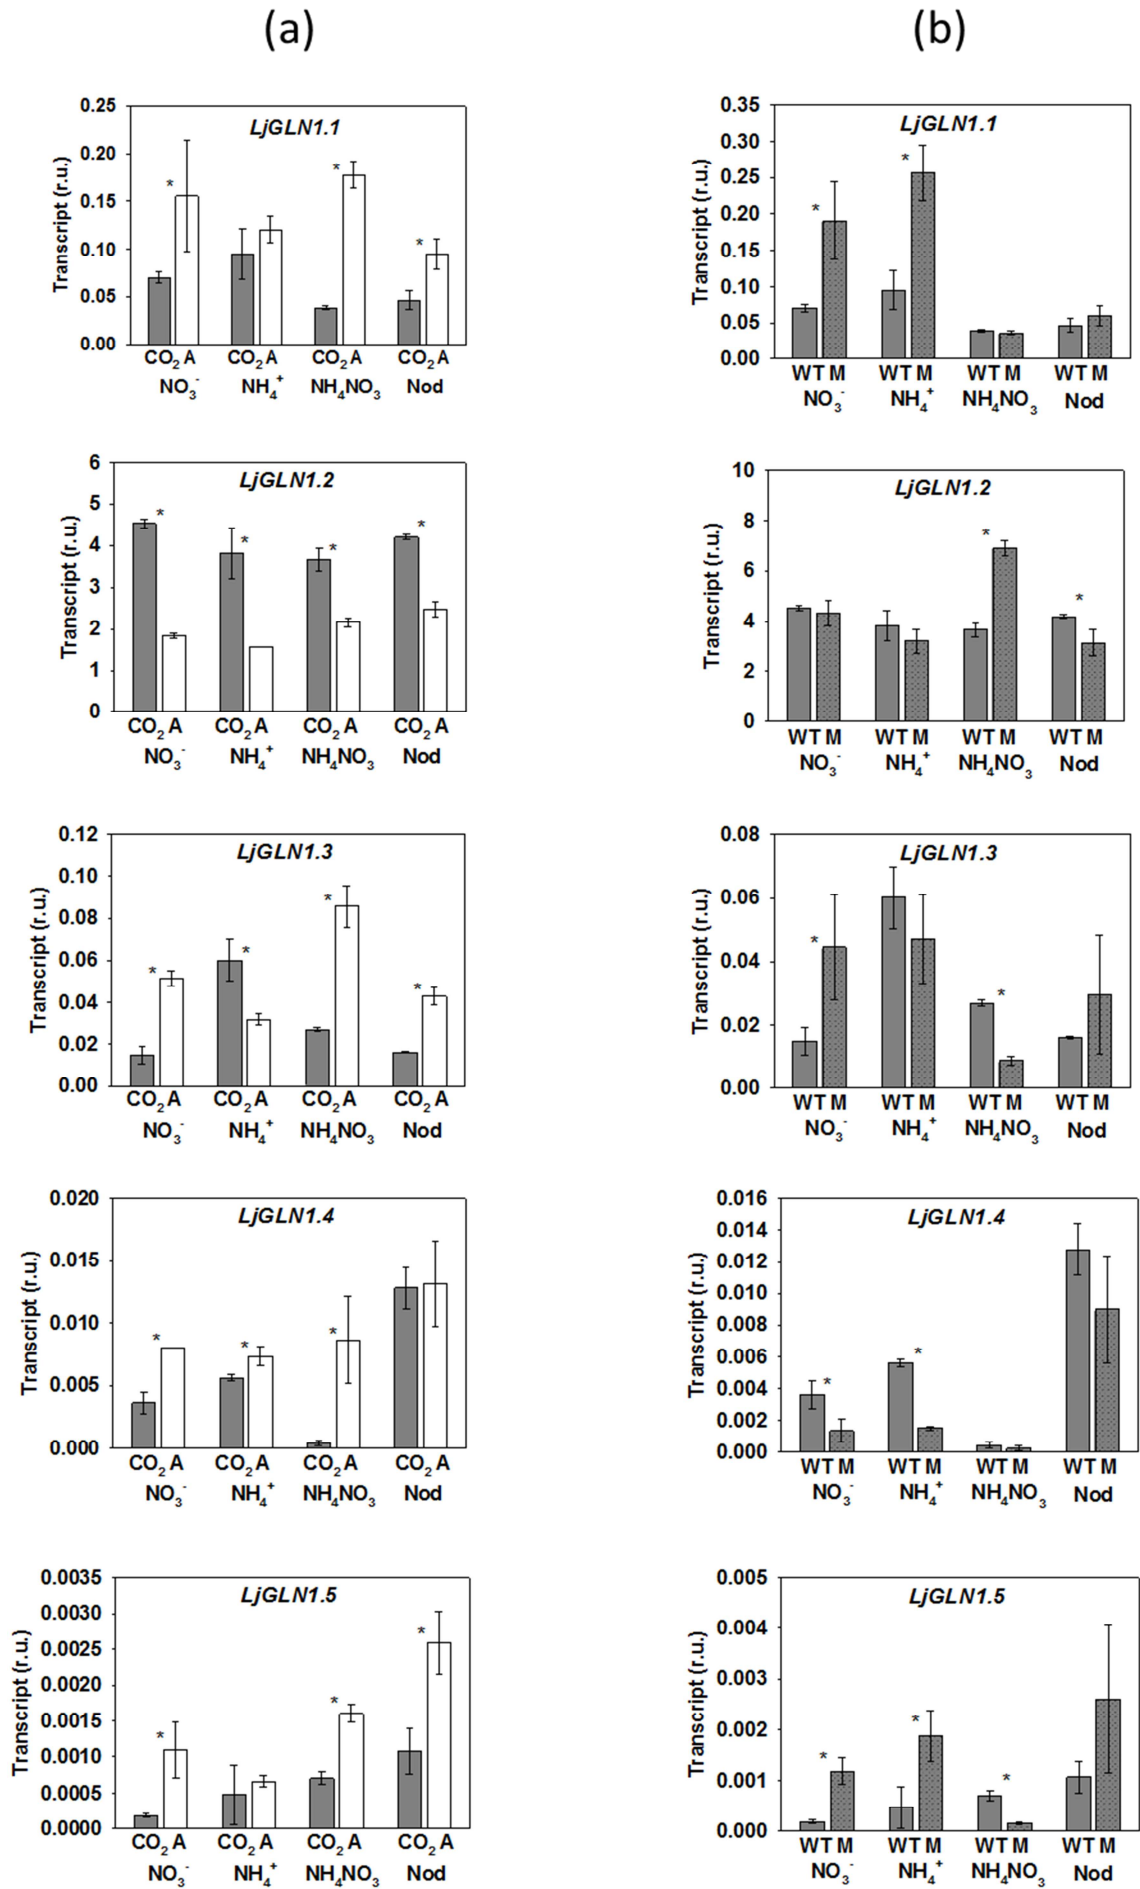 (a)
(b)
LjGLN1.1
Transcript (r.u.)
0.25
0.20
0.15
0.10
0.05
0.00
* * *
CO₂ A CO₂ A CO₂ A CO₂ A
NO₃⁻ NH₄⁺ NH₄NO₃ Nod
LjGLN1.1
Transcript (r.u.)
0.35
0.30
0.25
0.20
0.15
0.10
0.05
0.00
* *
WT M WT M WT M WT M
NO₃⁻ NH₄⁺ NH₄NO₃ Nod
LjGLN1.2
Transcript (r.u.)
6
5
4
3
2
1
0
* * * *
CO₂ A CO₂ A CO₂ A CO₂ A
NO₃⁻ NH₄⁺ NH₄NO₃ Nod
LjGLN1.2
Transcript (r.u.)
10
8
6
4
2
0
* *
WT M WT M WT M WT M
NO₃⁻ NH₄⁺ NH₄NO₃ Nod
LjGLN1.3
Transcript (r.u.)
0.12
0.10
0.08
0.06
0.04
0.02
0.00
* * * *
CO₂ A CO₂ A CO₂ A CO₂ A
NO₃⁻ NH₄⁺ NH₄NO₃ Nod
LjGLN1.3
Transcript (r.u.)
0.08
0.06
0.04
0.02
0.00
* *
WT M WT M WT M WT M
NO₃⁻ NH₄⁺ NH₄NO₃ Nod
LjGLN1.4
Transcript (r.u.)
0.020
0.015
0.010
0.005
0.000
* * *
CO₂ A CO₂ A CO₂ A CO₂ A
NO₃⁻ NH₄⁺ NH₄NO₃ Nod
LjGLN1.4
Transcript (r.u.)
0.016
0.014
0.012
0.010
0.008
0.006
0.004
0.002
0.000
* *
WT M WT M WT M WT M
NO₃⁻ NH₄⁺ NH₄NO₃ Nod
LjGLN1.5
Transcript (r.u.)
0.0035
0.0030
0.0025
0.0020
0.0015
0.0010
0.0005
0.0000
* * *
CO₂ A CO₂ A CO₂ A CO₂ A
NO₃⁻ NH₄⁺ NH₄NO₃ Nod
LjGLN1.5
Transcript (r.u.)
0.005
0.004
0.003
0.002
0.001
0.000
* * *
WT M WT M WT M WT M
NO₃⁻ NH₄⁺ NH₄NO₃ Nod